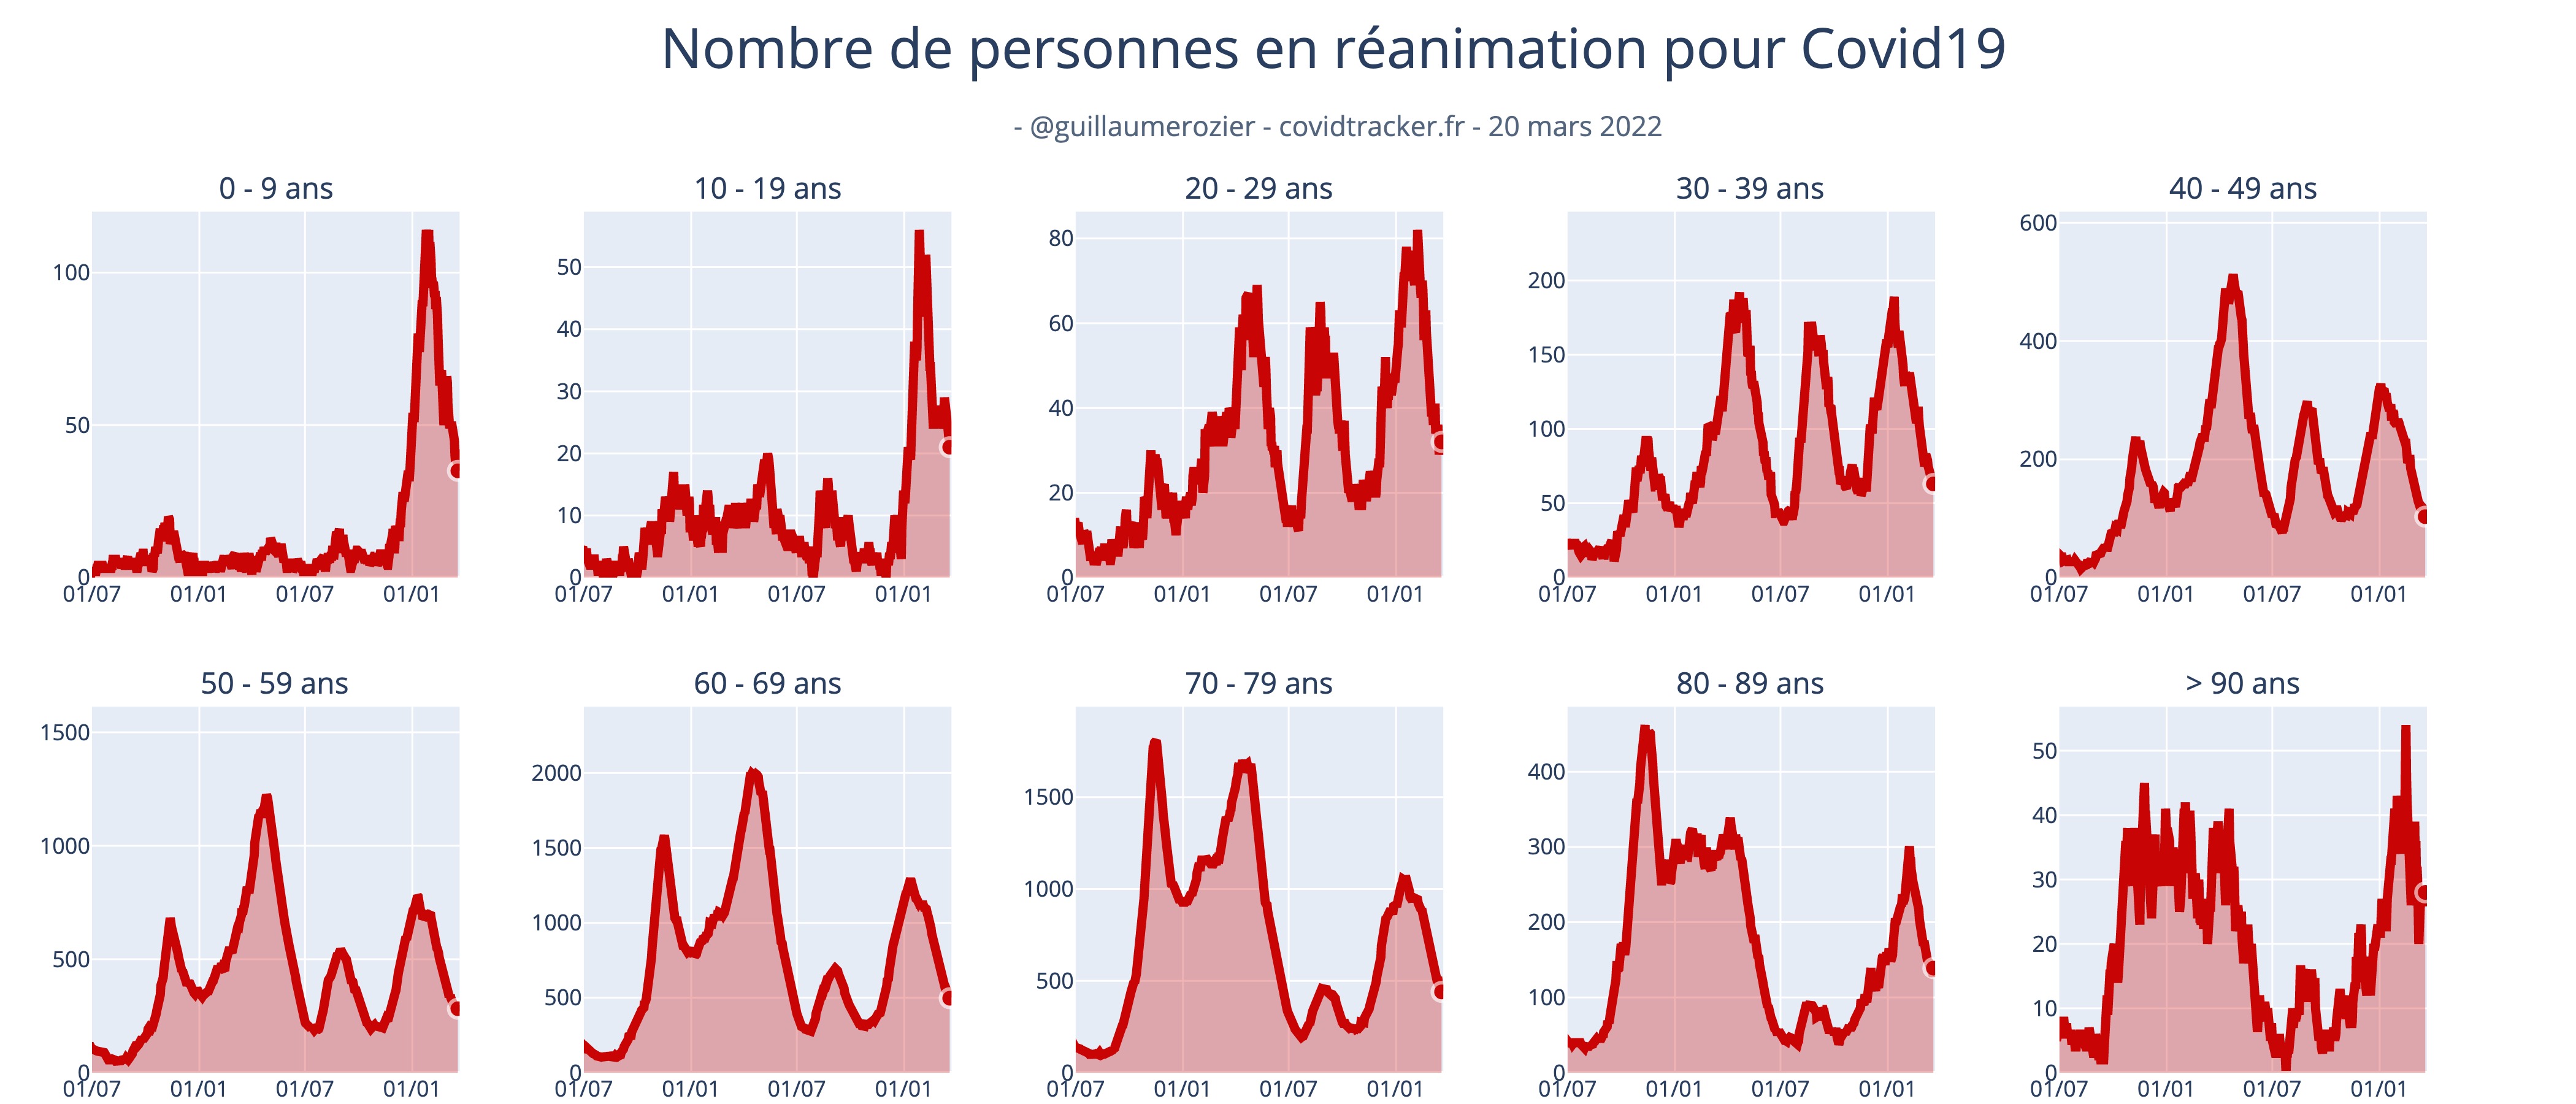 Nombre de personnes en réanimation pour Covid19
- @guillaumerozier - covidtracker.fr - 20 mars 2022
0 - 9 ans
100
50
0
01/07 01/01 01/07 01/01
10 - 19 ans
50
40
30
20
10
0
01/07 01/01 01/07 01/01
20 - 29 ans
80
60
40
20
0
01/07 01/01 01/07 01/01
30 - 39 ans
200
150
100
50
0
01/07 01/01 01/07 01/01
40 - 49 ans
600
400
200
0
01/07 01/01 01/07 01/01
50 - 59 ans
1500
1000
500
0
01/07 01/01 01/07 01/01
60 - 69 ans
2000
1500
1000
500
0
01/07 01/01 01/07 01/01
70 - 79 ans
1500
1000
500
0
01/07 01/01 01/07 01/01
80 - 89 ans
400
300
200
100
0
01/07 01/01 01/07 01/01
> 90 ans
50
40
30
20
10
0
01/07 01/01 01/07 01/01